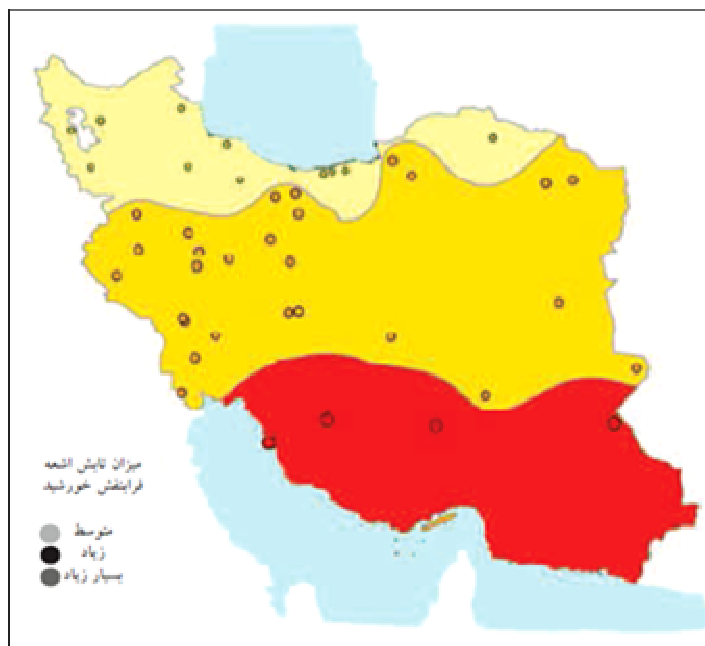 میزان تابش اشعه
فرابنفش خورشید
متوسط
زیاد
بسیار زیاد